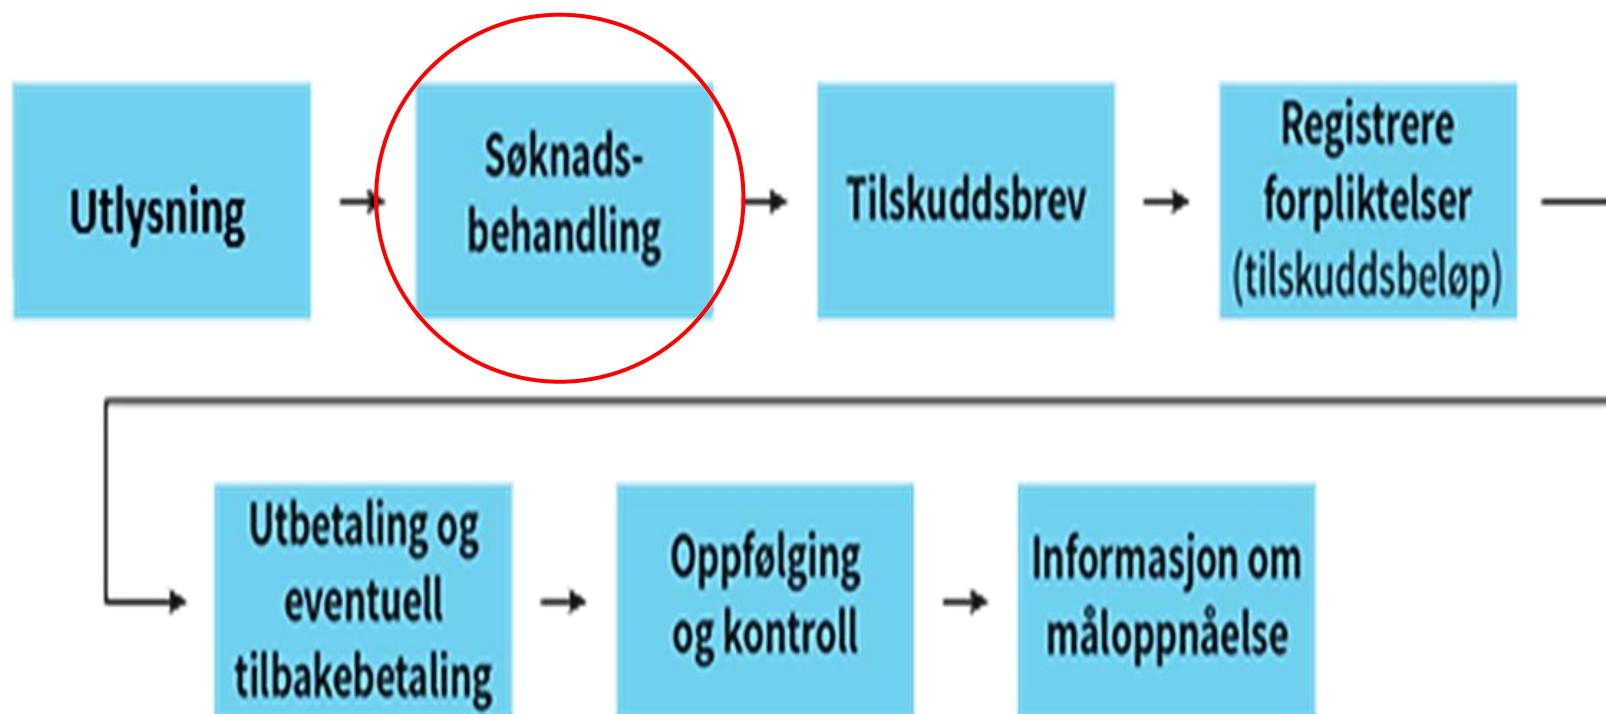 Utlysning
Søknads-
behandling
Tilskuddsbrev
Registrere
forpliktelser
(tilskuddsbeløp)
Utbetaling og
eventuell
tilbakebetaling
Oppfølging
og kontroll
Informasjon om
måloppnåelse